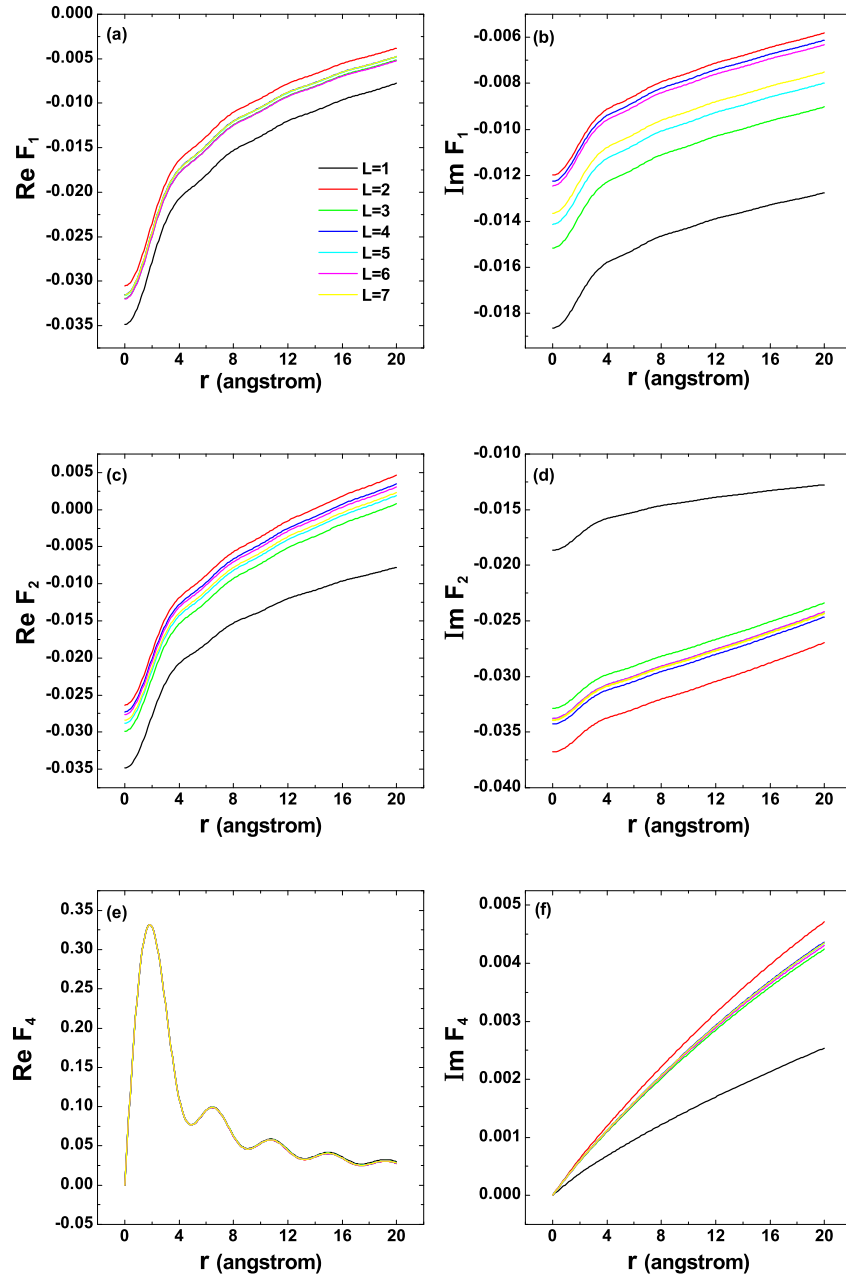 (a)
Re F1
0.000
-0.005
-0.010
-0.015
-0.020
-0.025
-0.030
-0.035
L=1
L=2
L=3
L=4
L=5
L=6
L=7
0 4 8 12 16 20
r (angstrom)
(b)
Im F1
-0.006
-0.008
-0.010
-0.012
-0.014
-0.016
-0.018
0 4 8 12 16 20
r (angstrom)
(c)
Re F2
0.005
0.000
-0.005
-0.010
-0.015
-0.020
-0.025
-0.030
-0.035
0 4 8 12 16 20
r (angstrom)
(d)
Im F2
-0.010
-0.015
-0.020
-0.025
-0.030
-0.035
-0.040
0 4 8 12 16 20
r (angstrom)
(e)
Re F4
0.35
0.30
0.25
0.20
0.15
0.10
0.05
0.00
-0.05
0 4 8 12 16 20
r (angstrom)
(f)
Im F4
0.005
0.004
0.003
0.002
0.001
0.000
0 4 8 12 16 20
r (angstrom)